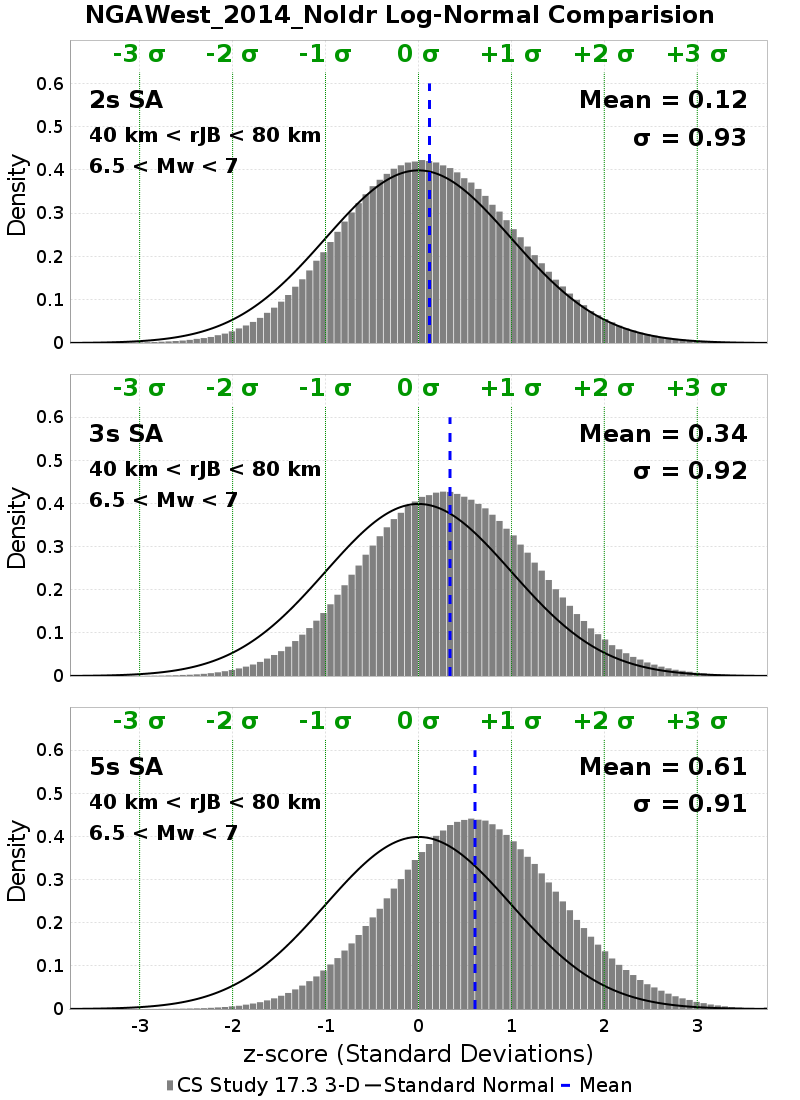 NGAWest_2014_NoIdr Log-Normal Comparision
-3 σ -2 σ -1 σ 0 σ +1 σ +2 σ +3 σ
0.6
2s SA Mean = 0.12
0.5
40 km < rJB < 80 km σ = 0.93
6.5 < Mw < 7
0.4
Density
0.3
0.2
0.1
0
-3 σ -2 σ -1 σ 0 σ +1 σ +2 σ +3 σ
0.6
3s SA Mean = 0.34
0.5
40 km < rJB < 80 km σ = 0.92
6.5 < Mw < 7
0.4
Density
0.3
0.2
0.1
0
-3 σ -2 σ -1 σ 0 σ +1 σ +2 σ +3 σ
0.6
5s SA Mean = 0.61
0.5
40 km < rJB < 80 km σ = 0.91
6.5 < Mw < 7
0.4
Density
0.3
0.2
0.1
0
-3 -2 -1 0 1 2 3
z-score (Standard Deviations)
CS Study 17.3 3-D Standard Normal Mean